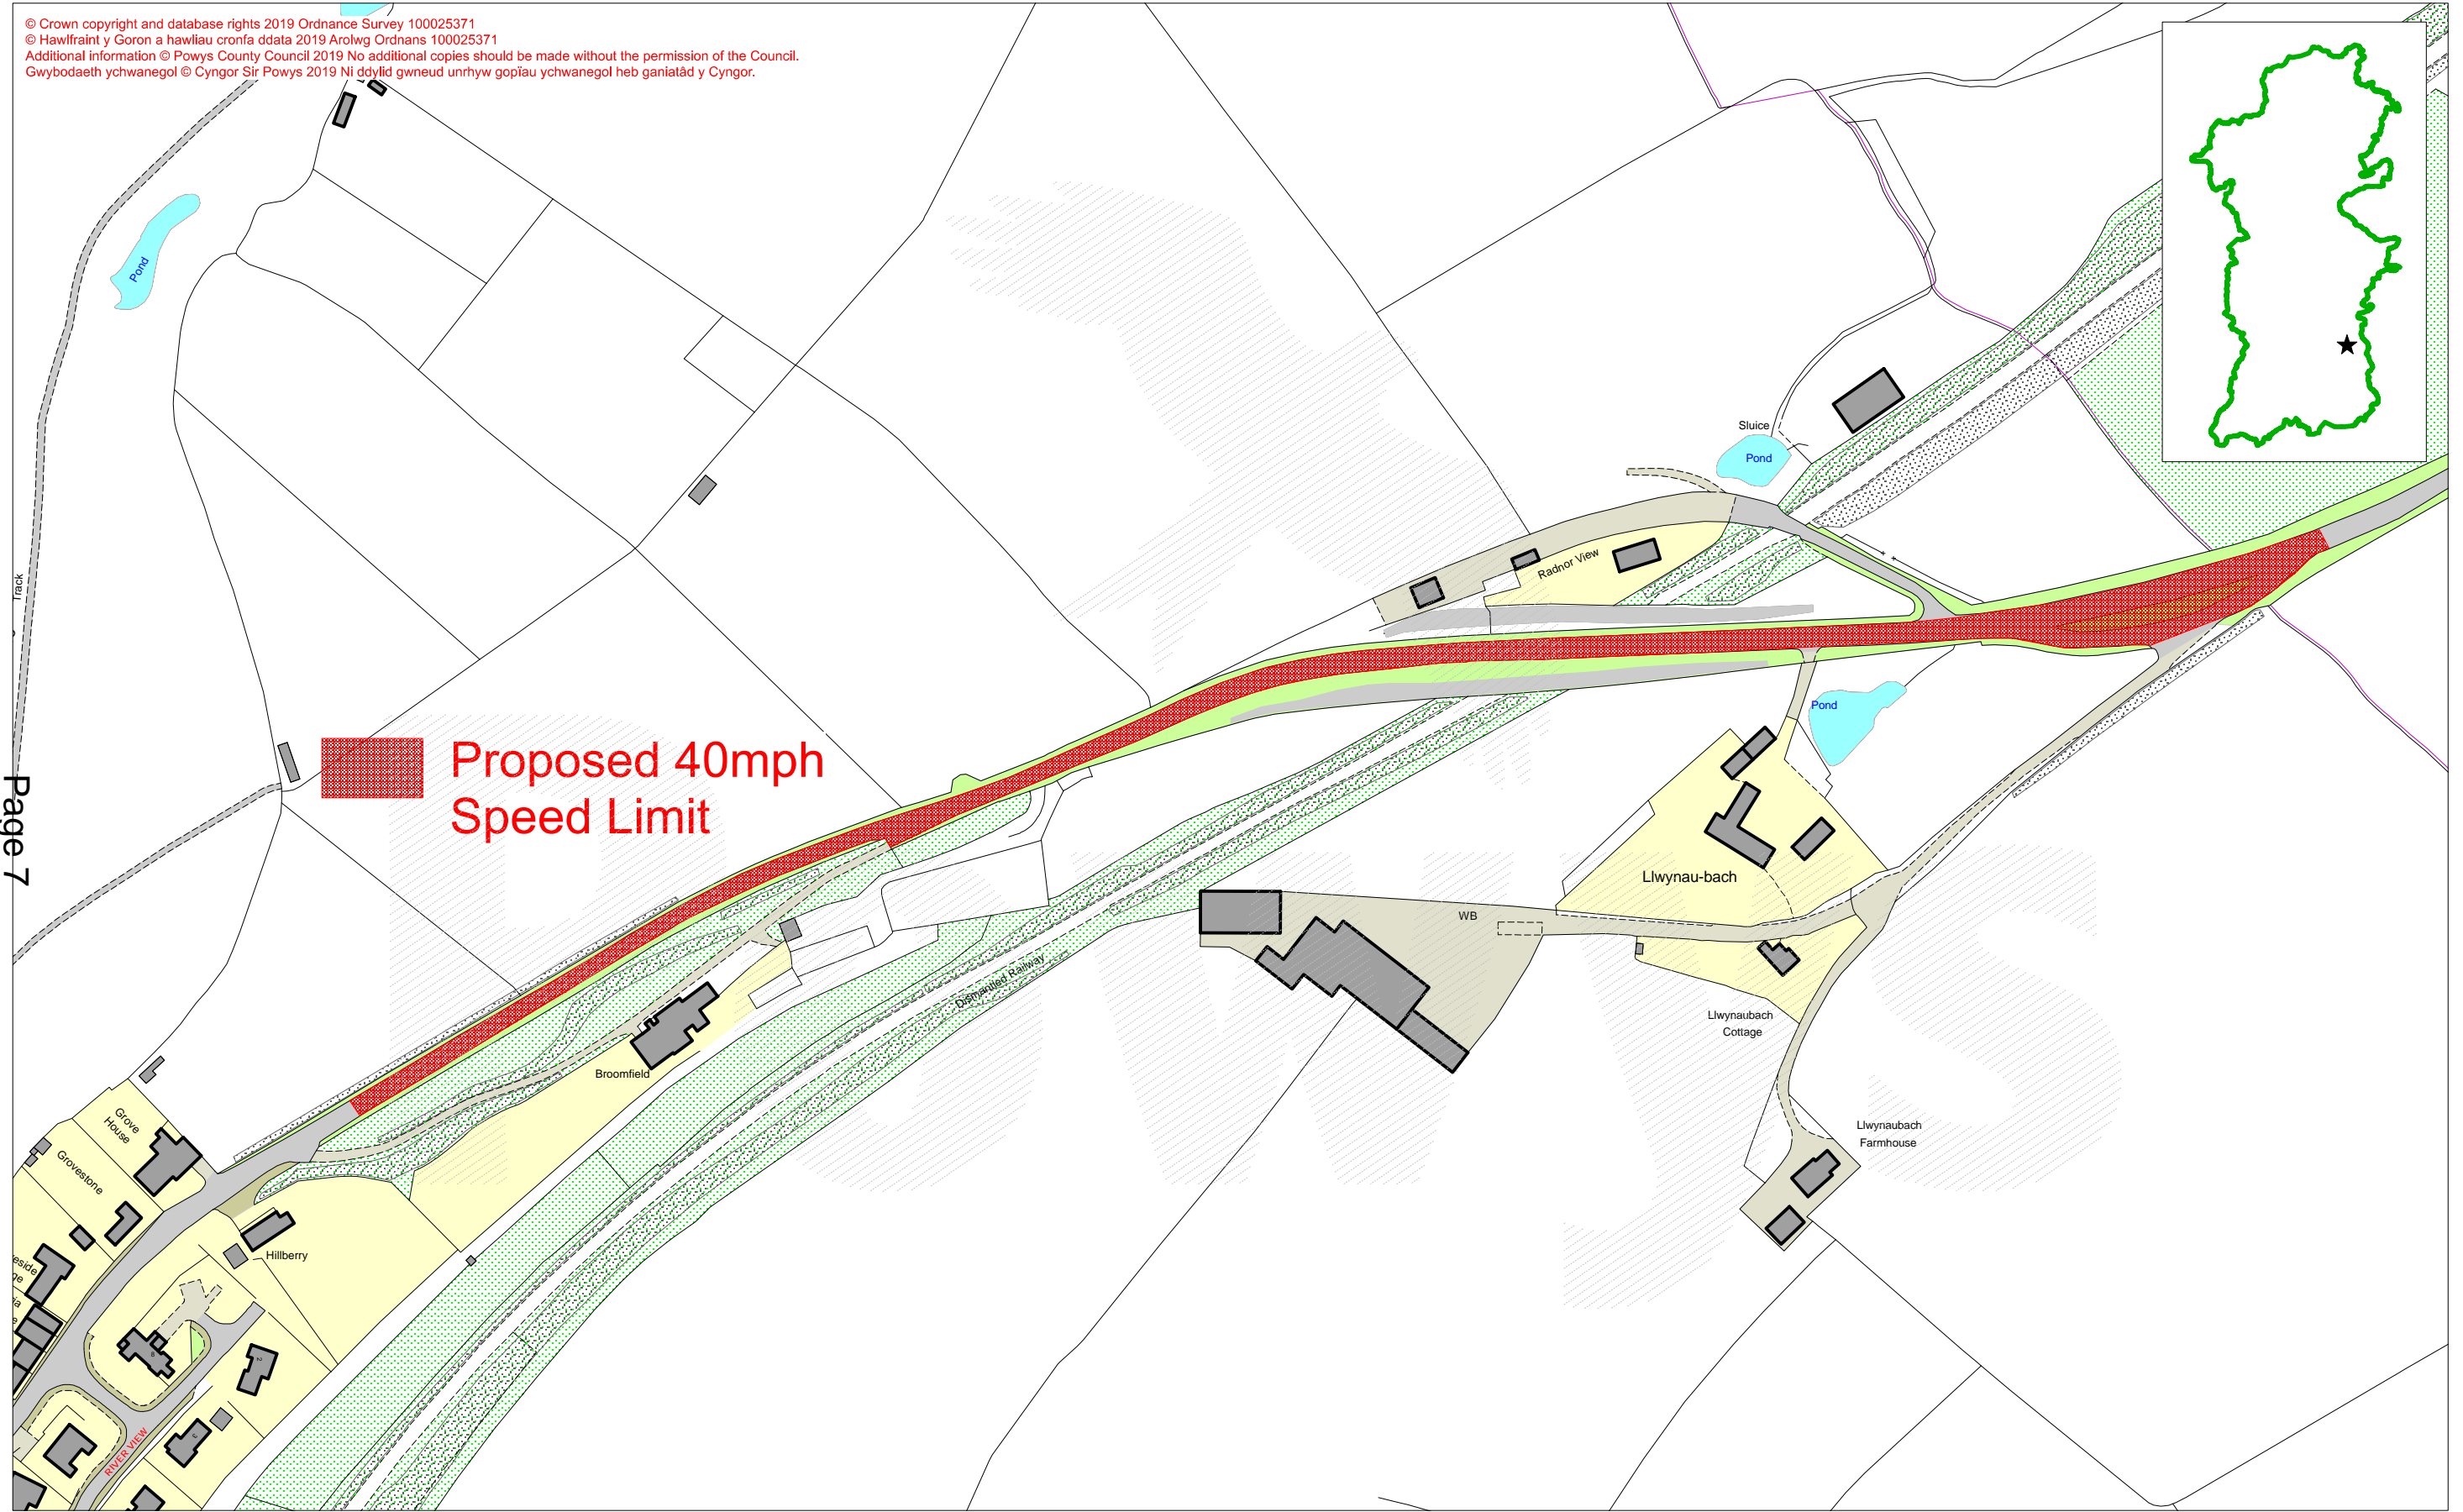 © Crown copyright and database rights 2019 Ordnance Survey 100025371
© Hawlfraint y Goron a hawliau cronfa ddata 2019 Arolwg Ordnans 100025371
Additional information © Powys County Council 2019 No additional copies should be made without the permission of the Council.
Gwybodaeth ychwanegol © Cyngor Sir Powys 2019 Ni ddylid gwneud unrhyw gopïau ychwanegol heb ganiatâd y Cyngor.
Pond
Sluice
Pond
Radnor View
Track
Pond
Proposed 40mph
Speed Limit
Page 7
Llwynau-bach
WB
Dismantled Railway
Llwynaubach
Cottage
Broomfield
Grove
House
Llwynaubach
Farmhouse
Grovestone
Hillberry
8
2
3
RIVER VIEW